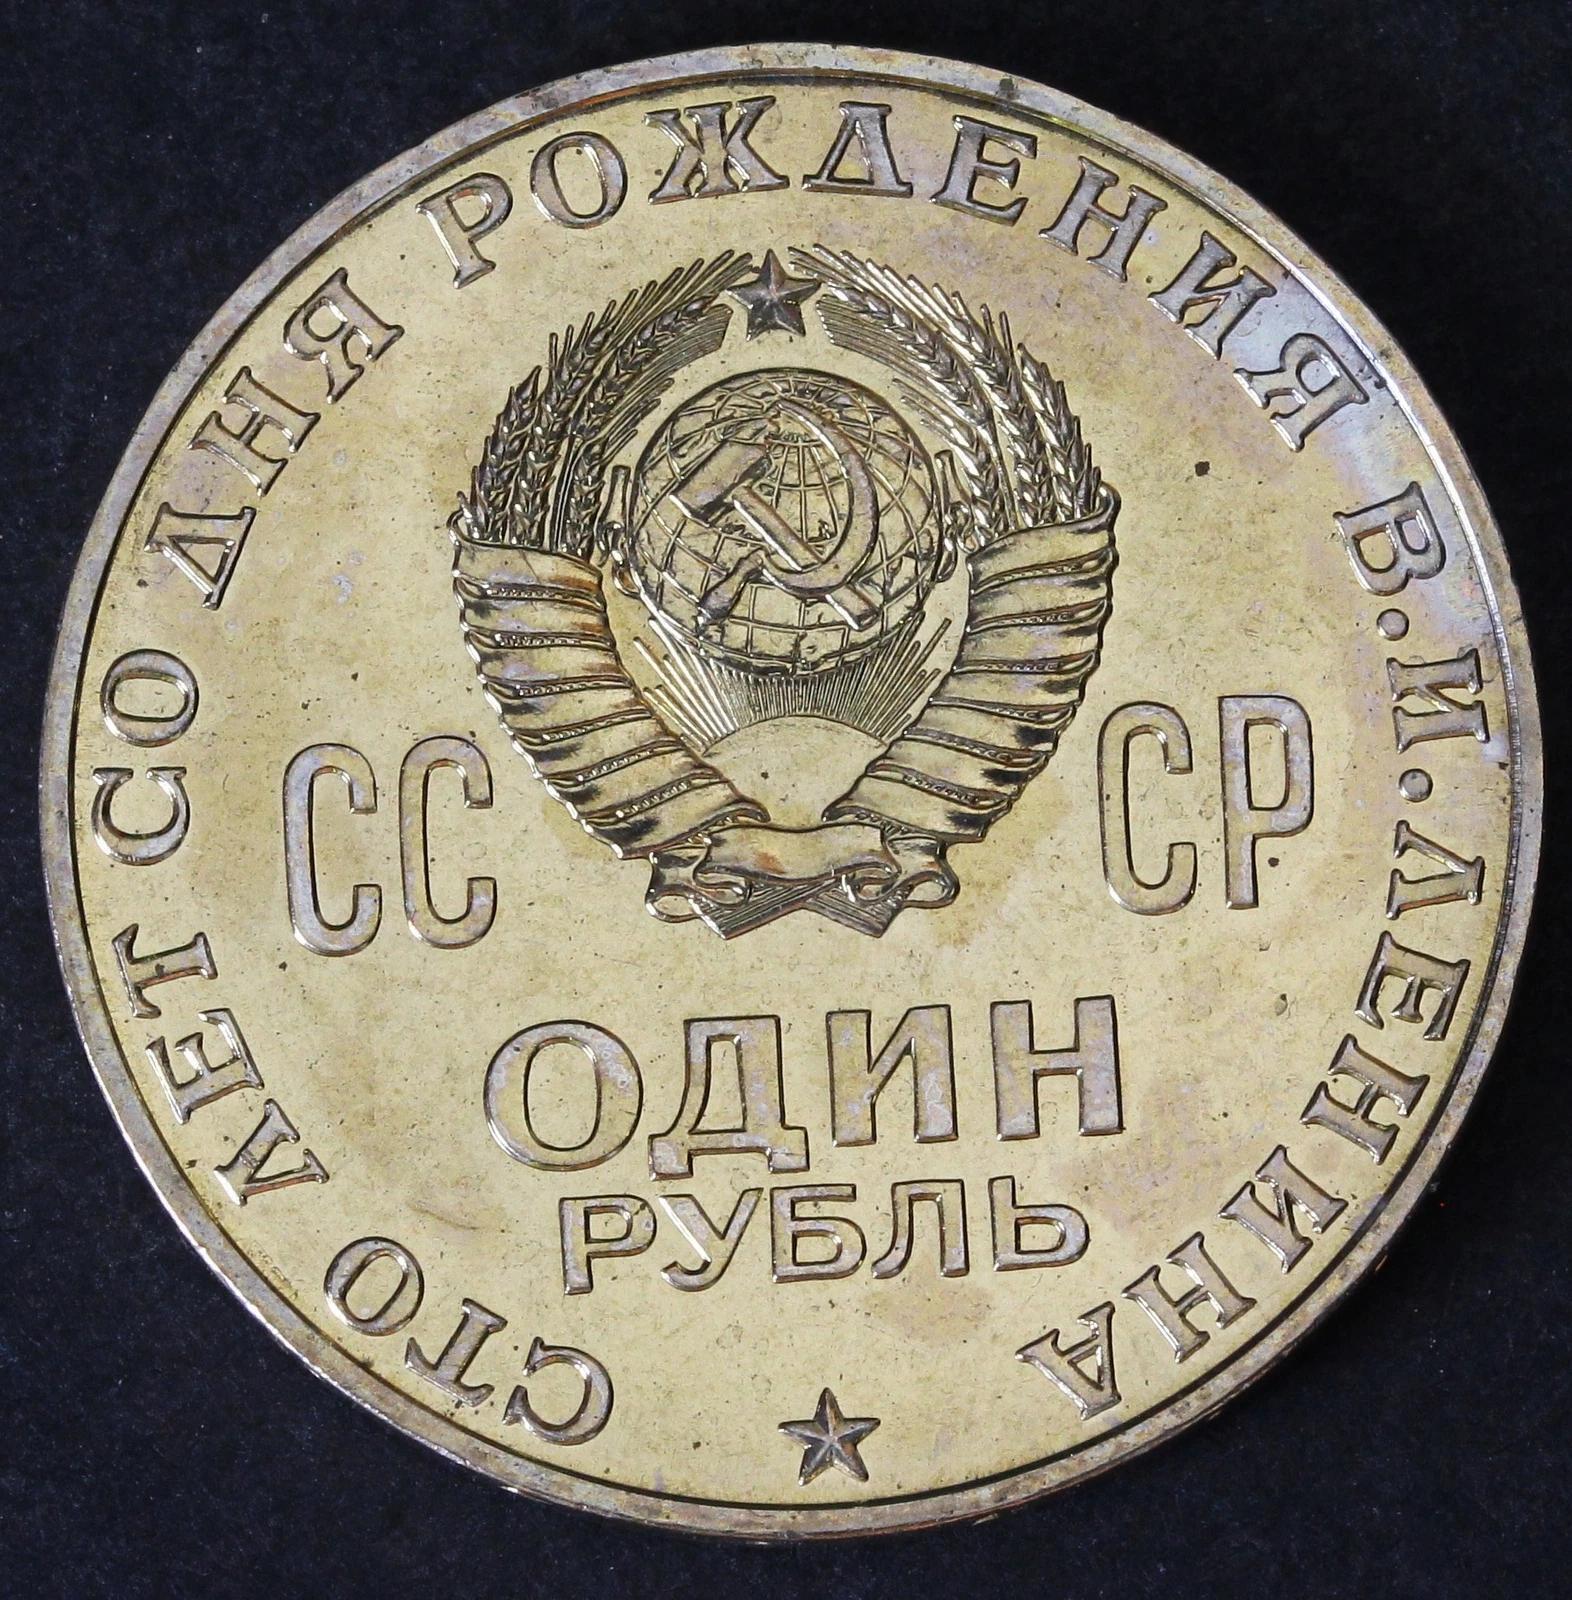 СТО ЛЕТ СО ДНЯ РОЖДЕНИЯ В.И.ЛЕНИНА
СС СР
ОДИН
РУБЛЬ